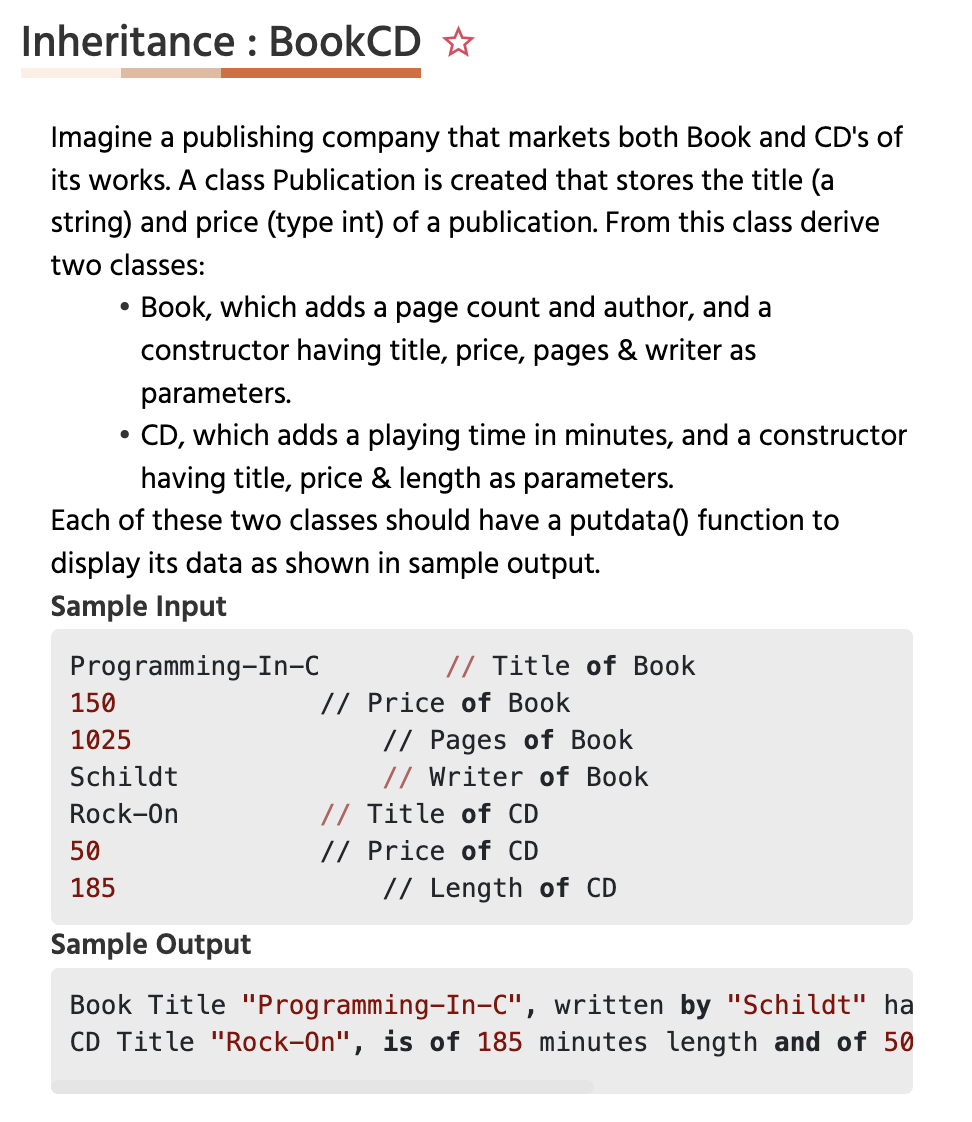 Inheritance : BookCD
Imagine a publishing company that markets both Book and CD's of
its works. A class Publication is created that stores the title (a
string) and price (type int) of a publication. From this class derive
two classes:
• Book, which adds a page count and author, and a
constructor having title, price, pages & writer as
parameters.
• CD, which adds a playing time in minutes, and a constructor
having title, price & length as parameters.
Each of these two classes should have a putdata() function to
display its data as shown in sample output.
Sample Input
Programming-In-C        // Title of Book
150             // Price of Book
1025                // Pages of Book
Schildt             // Writer of Book
Rock-On         // Title of CD
50              // Price of CD
185                 // Length of CD
Sample Output
Book Title "Programming-In-C", written by "Schildt" ha
CD Title "Rock-On", is of 185 minutes length and of 50